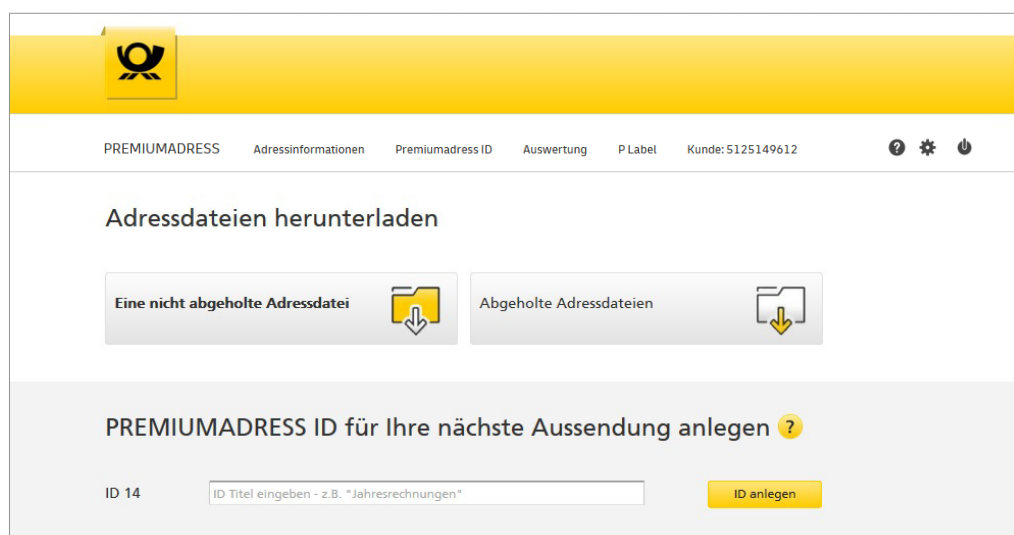 PREMIUMADRESS Adressinformationen Premiumadress ID Auswertung P Label Kunde: 5125149612 ?
Adressdateien herunterladen
Eine nicht abgeholte Adressdatei Abgeholte Adressdateien
PREMIUMADRESS ID für Ihre nächste Aussendung anlegen ?
ID 14 ID Titel eingeben - z.B. "Jahresrechnungen" ID anlegen